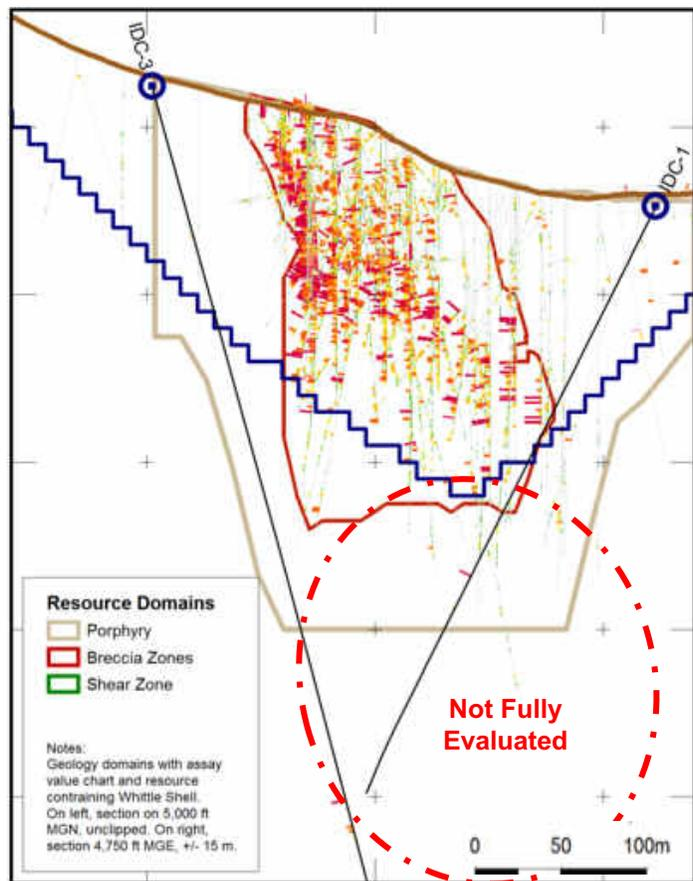 IDC-3
IDC-1
Resource Domains
Porphyry
Breccia Zones
Shear Zone
Notes:
Geology domains with assay
value chart and resource
contraining Whittle Shell.
On left, section on 5,000 ft
MGN, unclipped. On right,
section 4,750 ft MGE, +/- 15 m.
Not Fully
Evaluated
0 50 100m